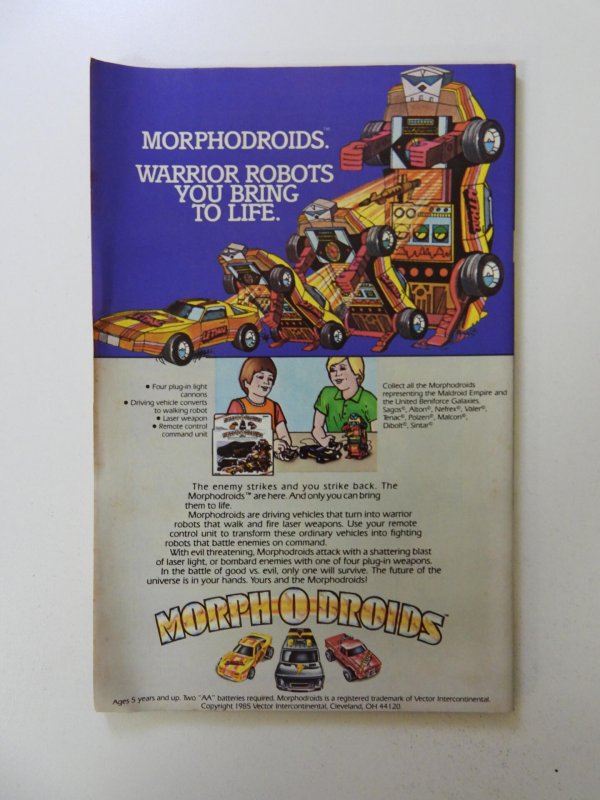 MORPHODROIDS.™
WARRIOR ROBOTS
YOU BRING
TO LIFE.
• Four plug-in light
cannons
• Driving vehicle converts
to walking robot
• Laser weapon
• Remote control
command unit
Collect all the Morphodroids
representing the Maldroid Empire and
the United Beniforce Galaxies.
Sagos©, Alton©, Nefrex©, Valer©,
Tenac©, Polzen©, Malcon©,
Dibolt©, Sintar©
The enemy strikes and you strike back. The
Morphodroids™ are here. And only you can bring
them to life.
Morphodroids are driving vehicles that turn into warrior
robots that walk and fire laser weapons. Use your remote
control unit to transform these ordinary vehicles into fighting
robots that battle enemies on command.
With evil threatening, Morphodroids attack with a shattering blast
of laser light, or bombard enemies with one of four plug-in weapons.
In the battle of good vs. evil, only one will survive. The future of the
universe is in your hands. Yours and the Morphodroids!
MORPH O DROIDS™
Ages 5 years and up. Two "AA" batteries required. Morphodroids is a registered trademark of Vector Intercontinental.
Copyright 1985 Vector Intercontinental, Cleveland, OH 44120